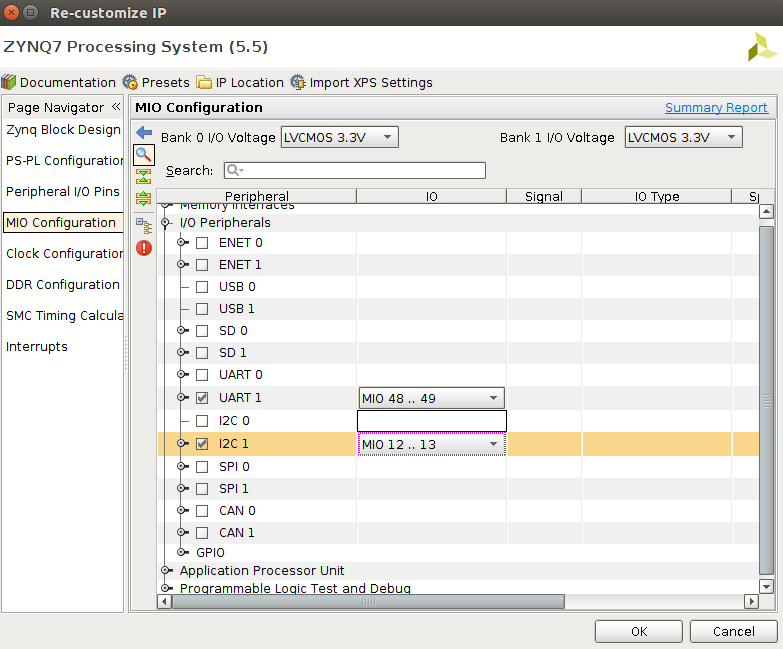 Re-customize IP
ZYNQ7 Processing System (5.5)
Documentation Presets IP Location Import XPS Settings
Page Navigator «
Zynq Block Design
PS-PL Configuration
Peripheral I/O Pins
MIO Configuration
Clock Configuration
DDR Configuration
SMC Timing Calcula
Interrupts
MIO Configuration Summary Report
Bank 0 I/O Voltage LVCMOS 3.3V Bank 1 I/O Voltage LVCMOS 3.3V
Search:
Peripheral IO Signal IO Type Sp
Memory Interfaces
I/O Peripherals
ENET 0
ENET 1
USB 0
USB 1
SD 0
SD 1
UART 0
UART 1 MIO 48 .. 49
I2C 0
I2C 1 MIO 12 .. 13
SPI 0
SPI 1
CAN 0
CAN 1
GPIO
Application Processor Unit
Programmable Logic Test and Debug
OK Cancel